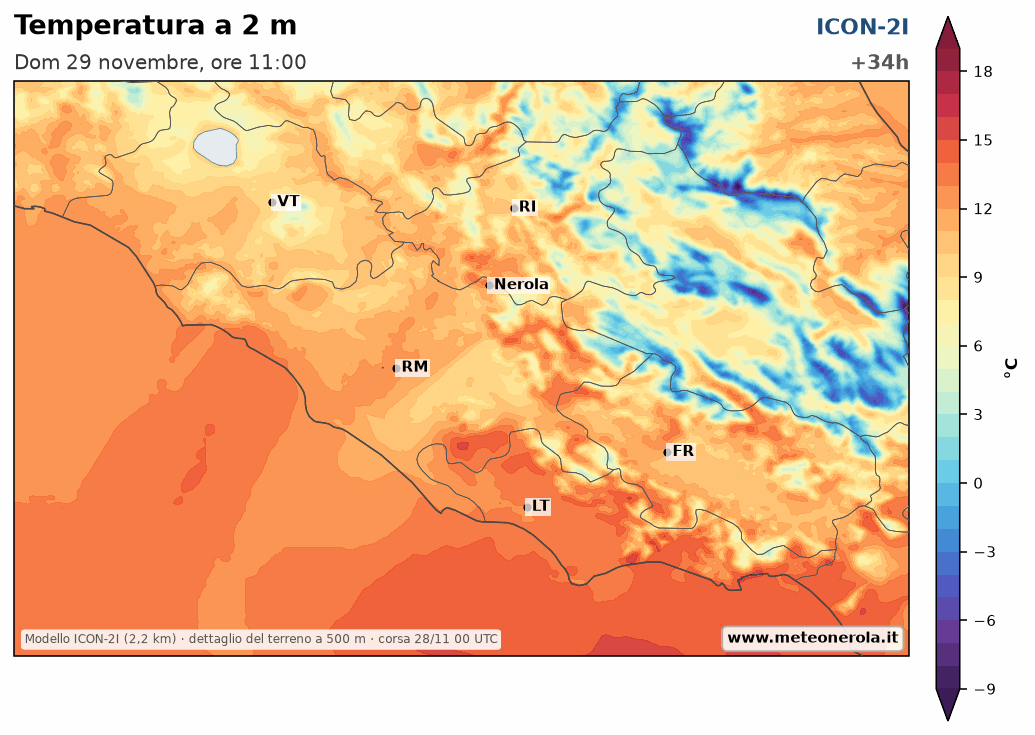 Temperatura a 2 m
ICON-2I
Dom 29 novembre, ore 11:00
+34h
18
15
12
9
6
3
0
−3
−6
−9
°C
VT
RI
Nerola
RM
FR
LT
Modello ICON-2I (2,2 km) · dettaglio del terreno a 500 m · corsa 28/11 00 UTC
www.meteonerola.it